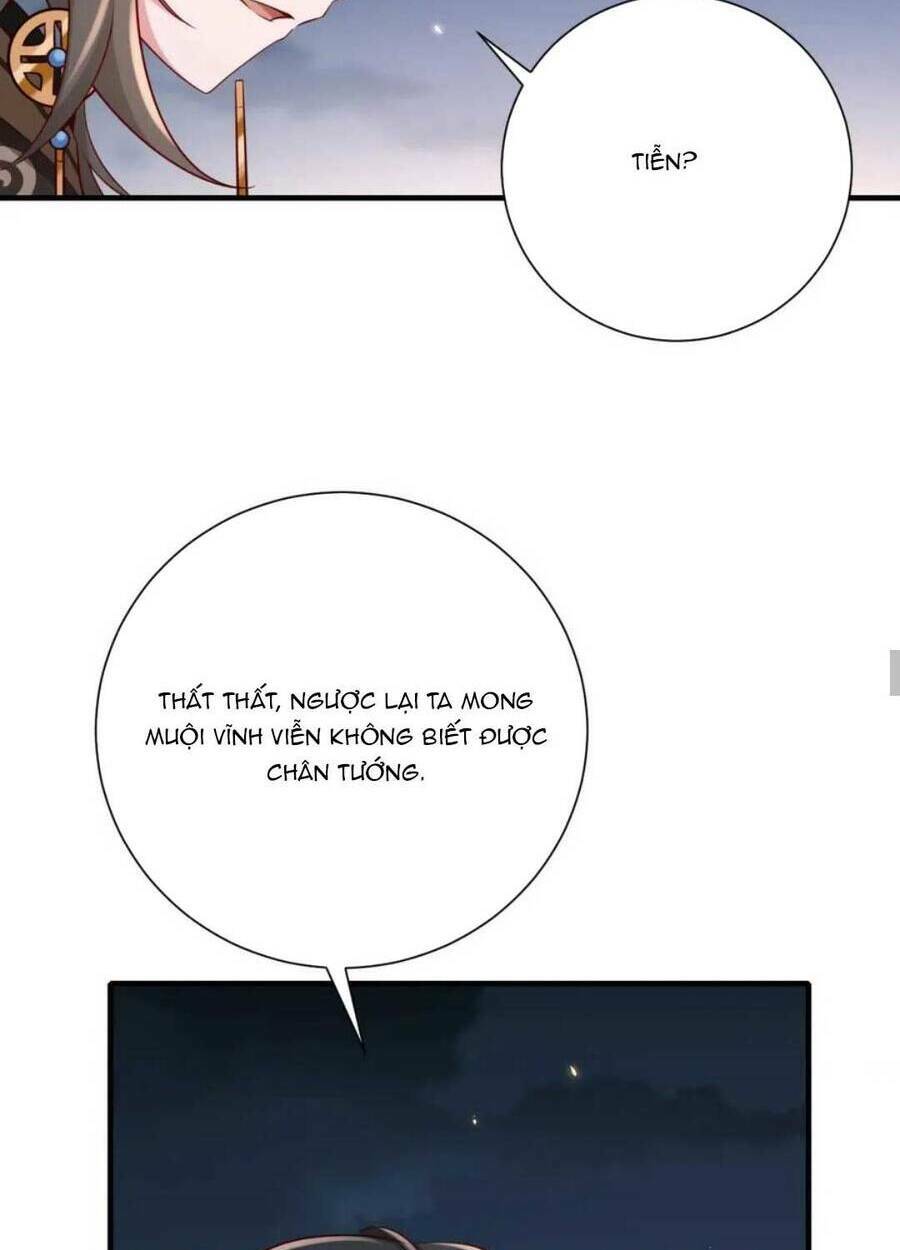 TIỄN?
THẤT THẤT, NGƯỢC LẠI TA MONG
MUỘI VĨNH VIỄN KHÔNG BIẾT ĐƯỢC
CHÂN TƯỚNG.